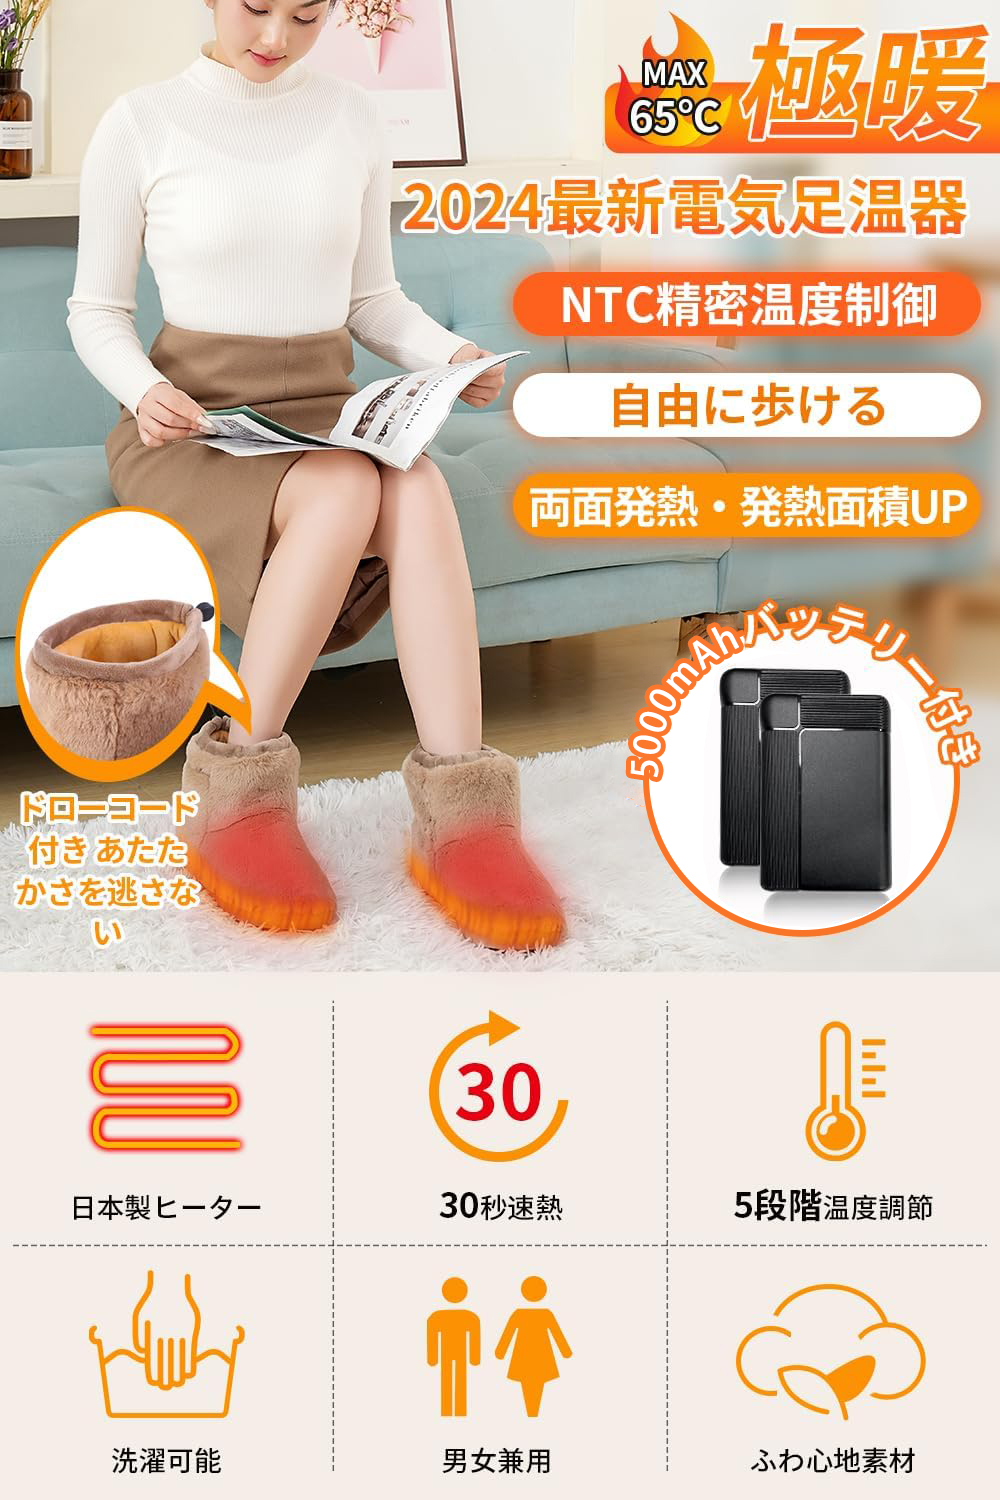 MAX
65℃
極暖
2024最新電気足温器
NTC精密温度制御
自由に歩ける
両面発熱・発熱面積UP
5000mAhバッテリー付き
ドローコード
付き あたた
かさを逃さな
い
30
日本製ヒーター
30秒速熱
5段階温度調節
洗濯可能
男女兼用
ふわ心地素材